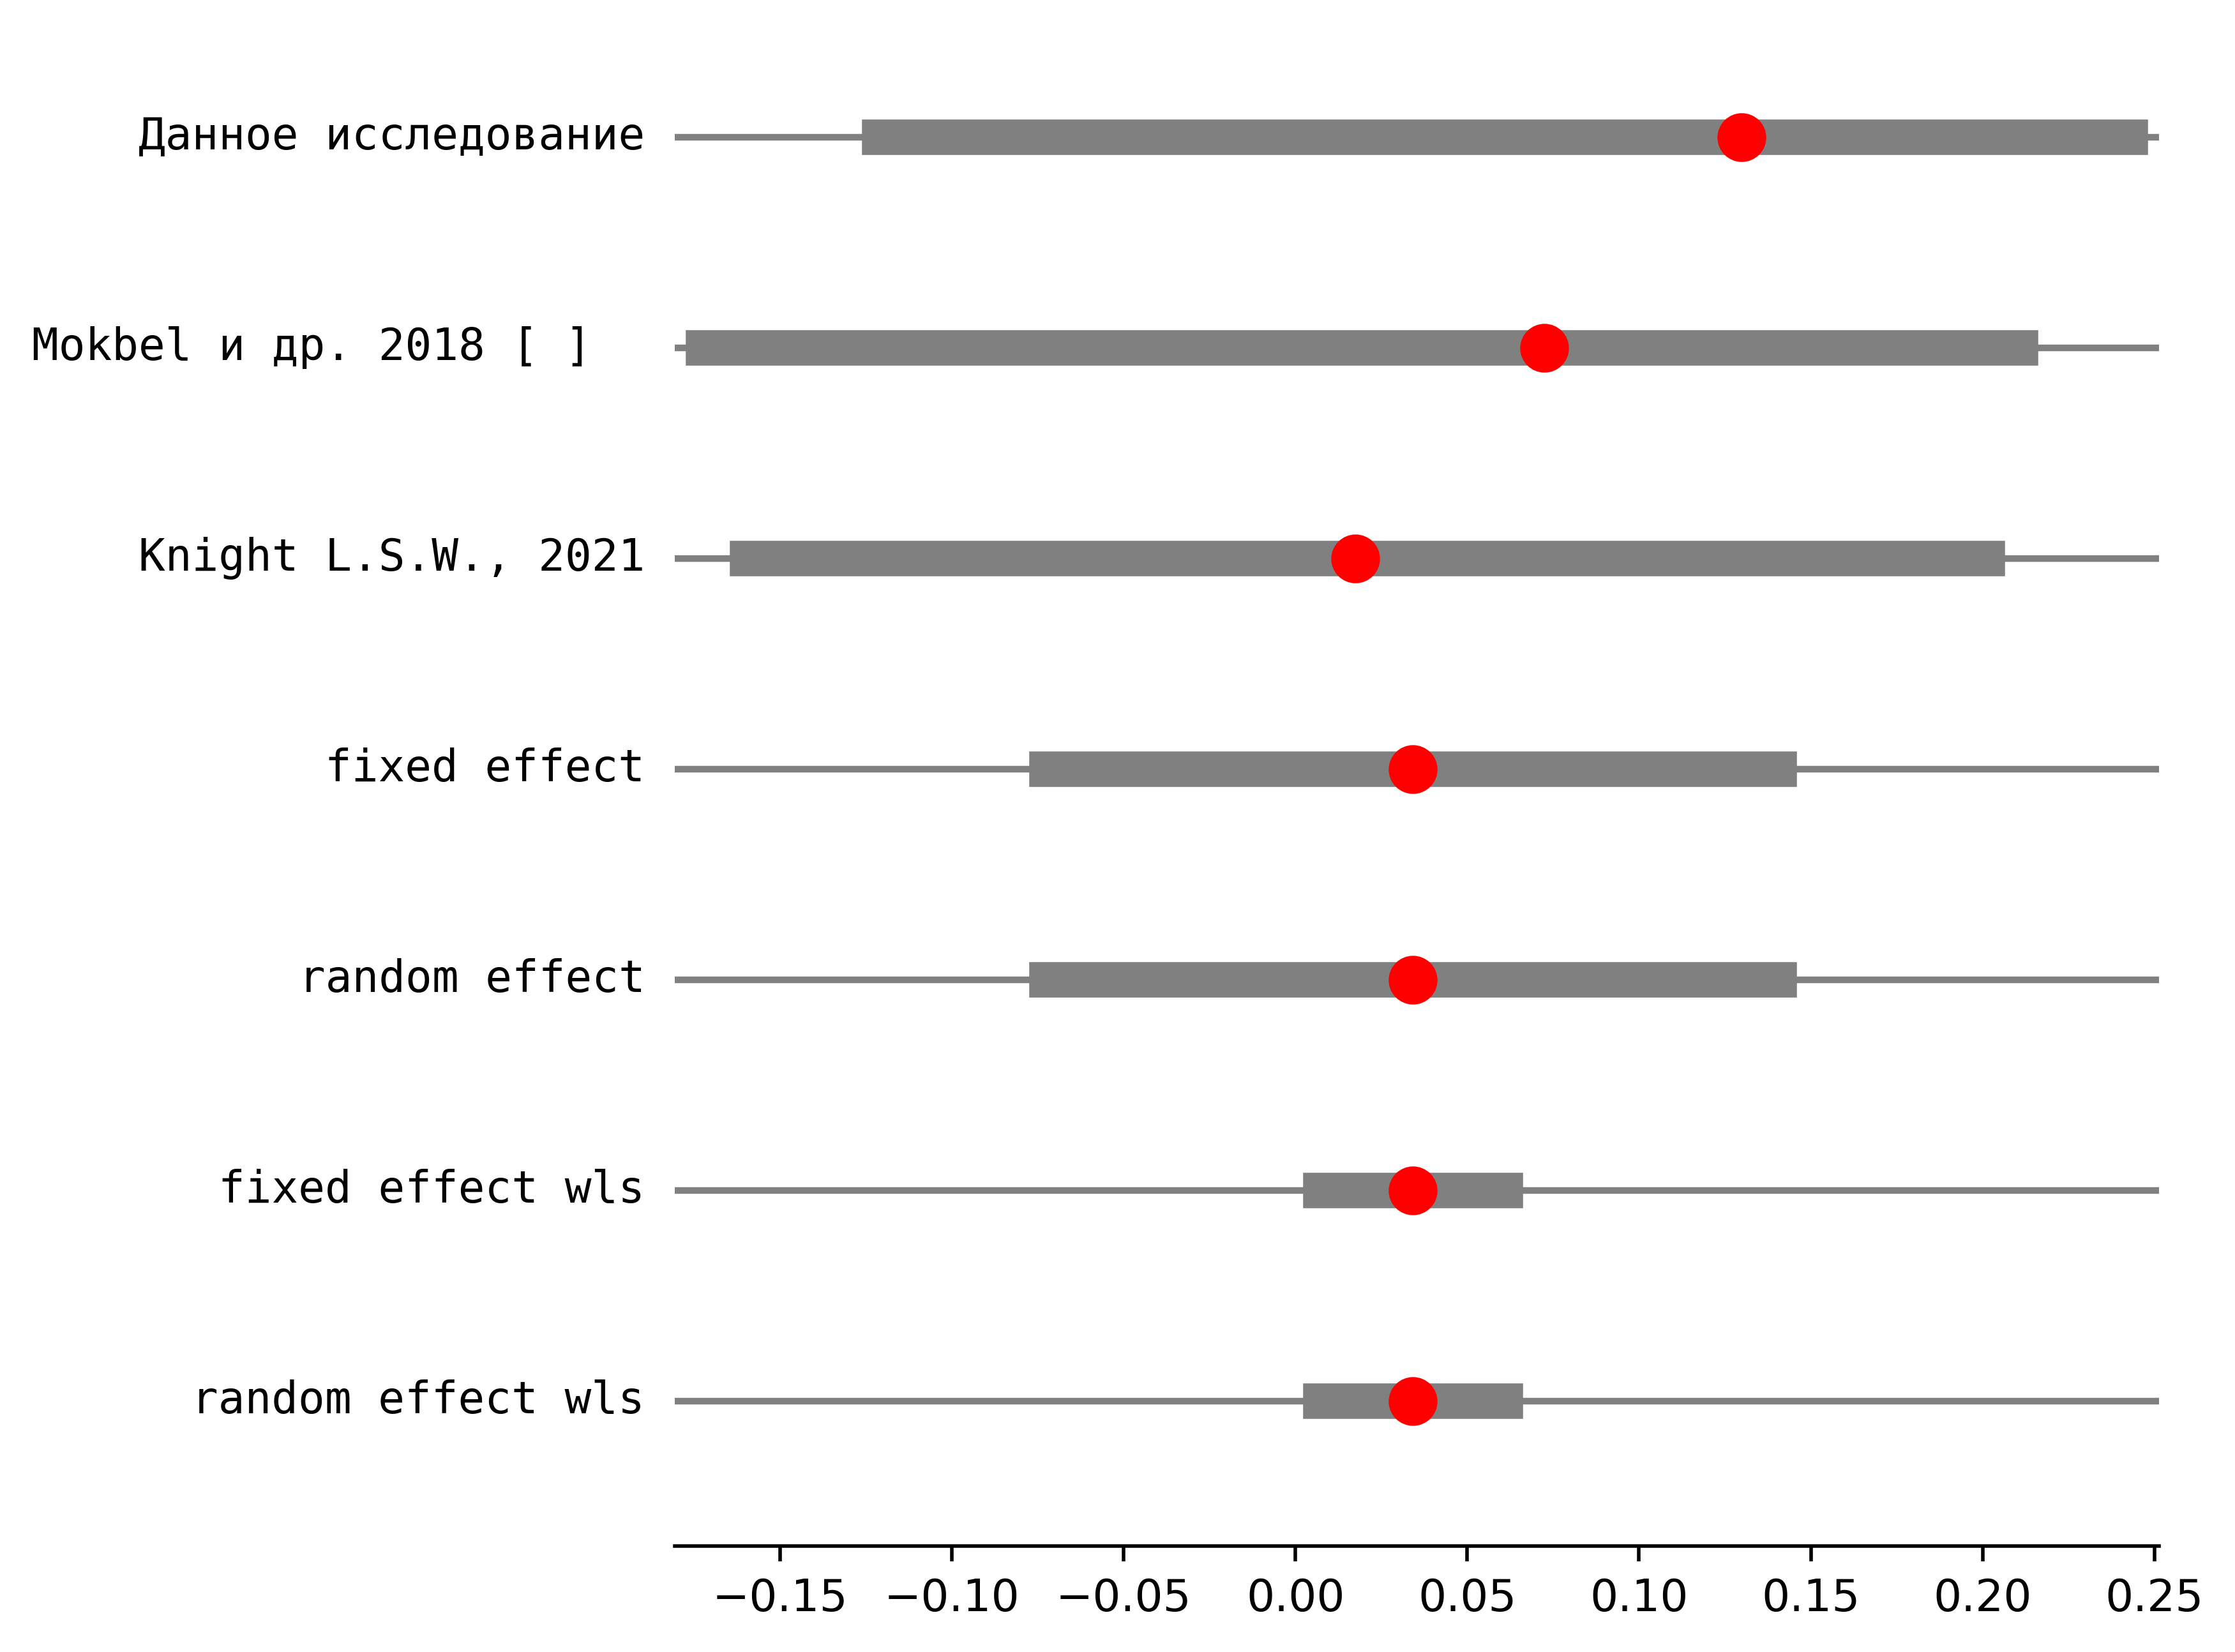 Данное исследование
Mokbel и др. 2018 [ ]
Knight L.S.W., 2021
fixed effect
random effect
fixed effect wls
random effect wls
−0.15 −0.10 −0.05 0.00 0.05 0.10 0.15 0.20 0.25